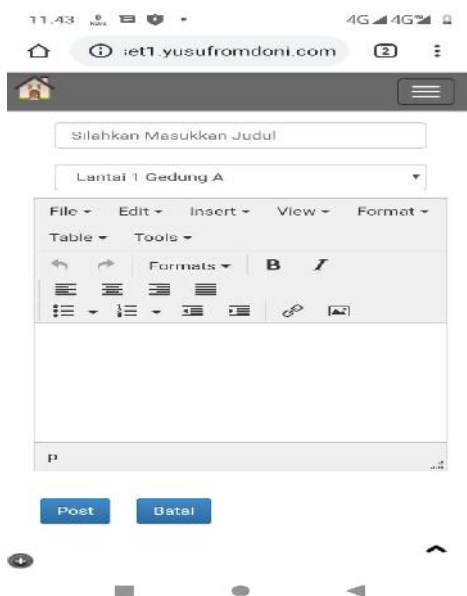 11.43
4G 4G
set1.yusufromdoni.com 2
Silahkan Masukkan Judul
Lantai 1 Gedung A
File Edit Insert View Format
Table Tools
Formats B I
P
Post Batal